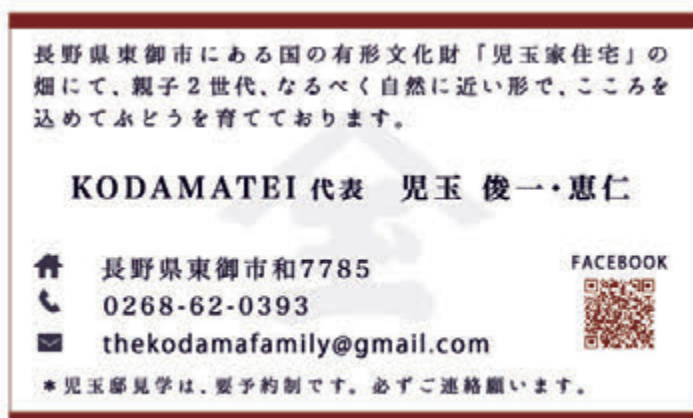 長野県東御市にある国の有形文化財「児玉家住宅」の
畑にて、親子２世代、なるべく自然に近い形で、こころを
込めてぶどうを育てております。
KODAMATEI 代表　児玉 俊一・恵仁
長野県東御市和7785
0268-62-0393
thekodamafamily@gmail.com
FACEBOOK
＊児玉邸見学は、要予約制です。必ずご連絡願います。